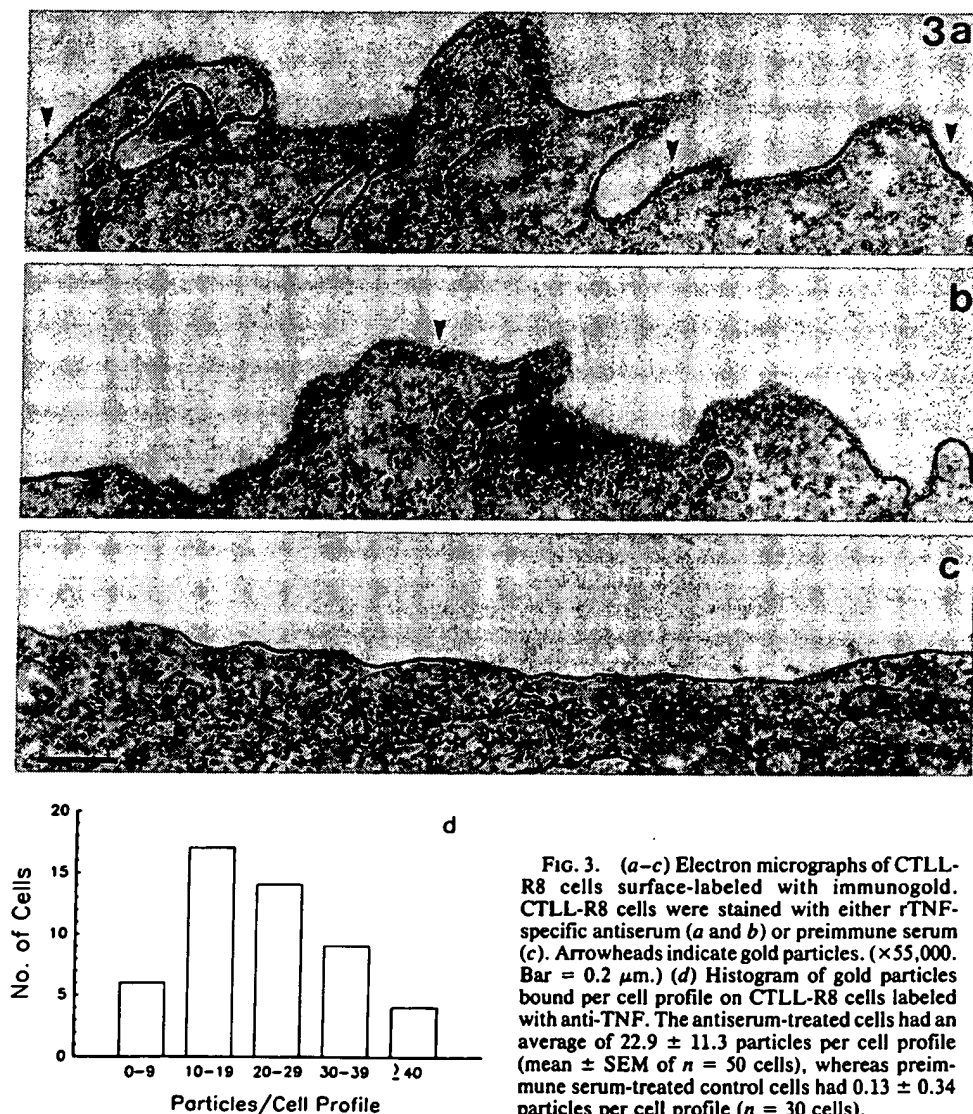 3a
b
c
d
20
15
10
5
0
No. of Cells
0-9
10-19
20-29
30-39
≥40
Particles/Cell Profile
FIG. 3. (a–c) Electron micrographs of CTLL-
R8 cells surface-labeled with immunogold.
CTLL-R8 cells were stained with either rTNF-
specific antiserum (a and b) or preimmune serum
(c). Arrowheads indicate gold particles. (×55,000.
Bar = 0.2 μm.) (d) Histogram of gold particles
bound per cell profile on CTLL-R8 cells labeled
with anti-TNF. The antiserum-treated cells had an
average of 22.9 ± 11.3 particles per cell profile
(mean ± SEM of n = 50 cells), whereas preim-
mune serum-treated control cells had 0.13 ± 0.34
particles per cell profile (n = 30 cells).